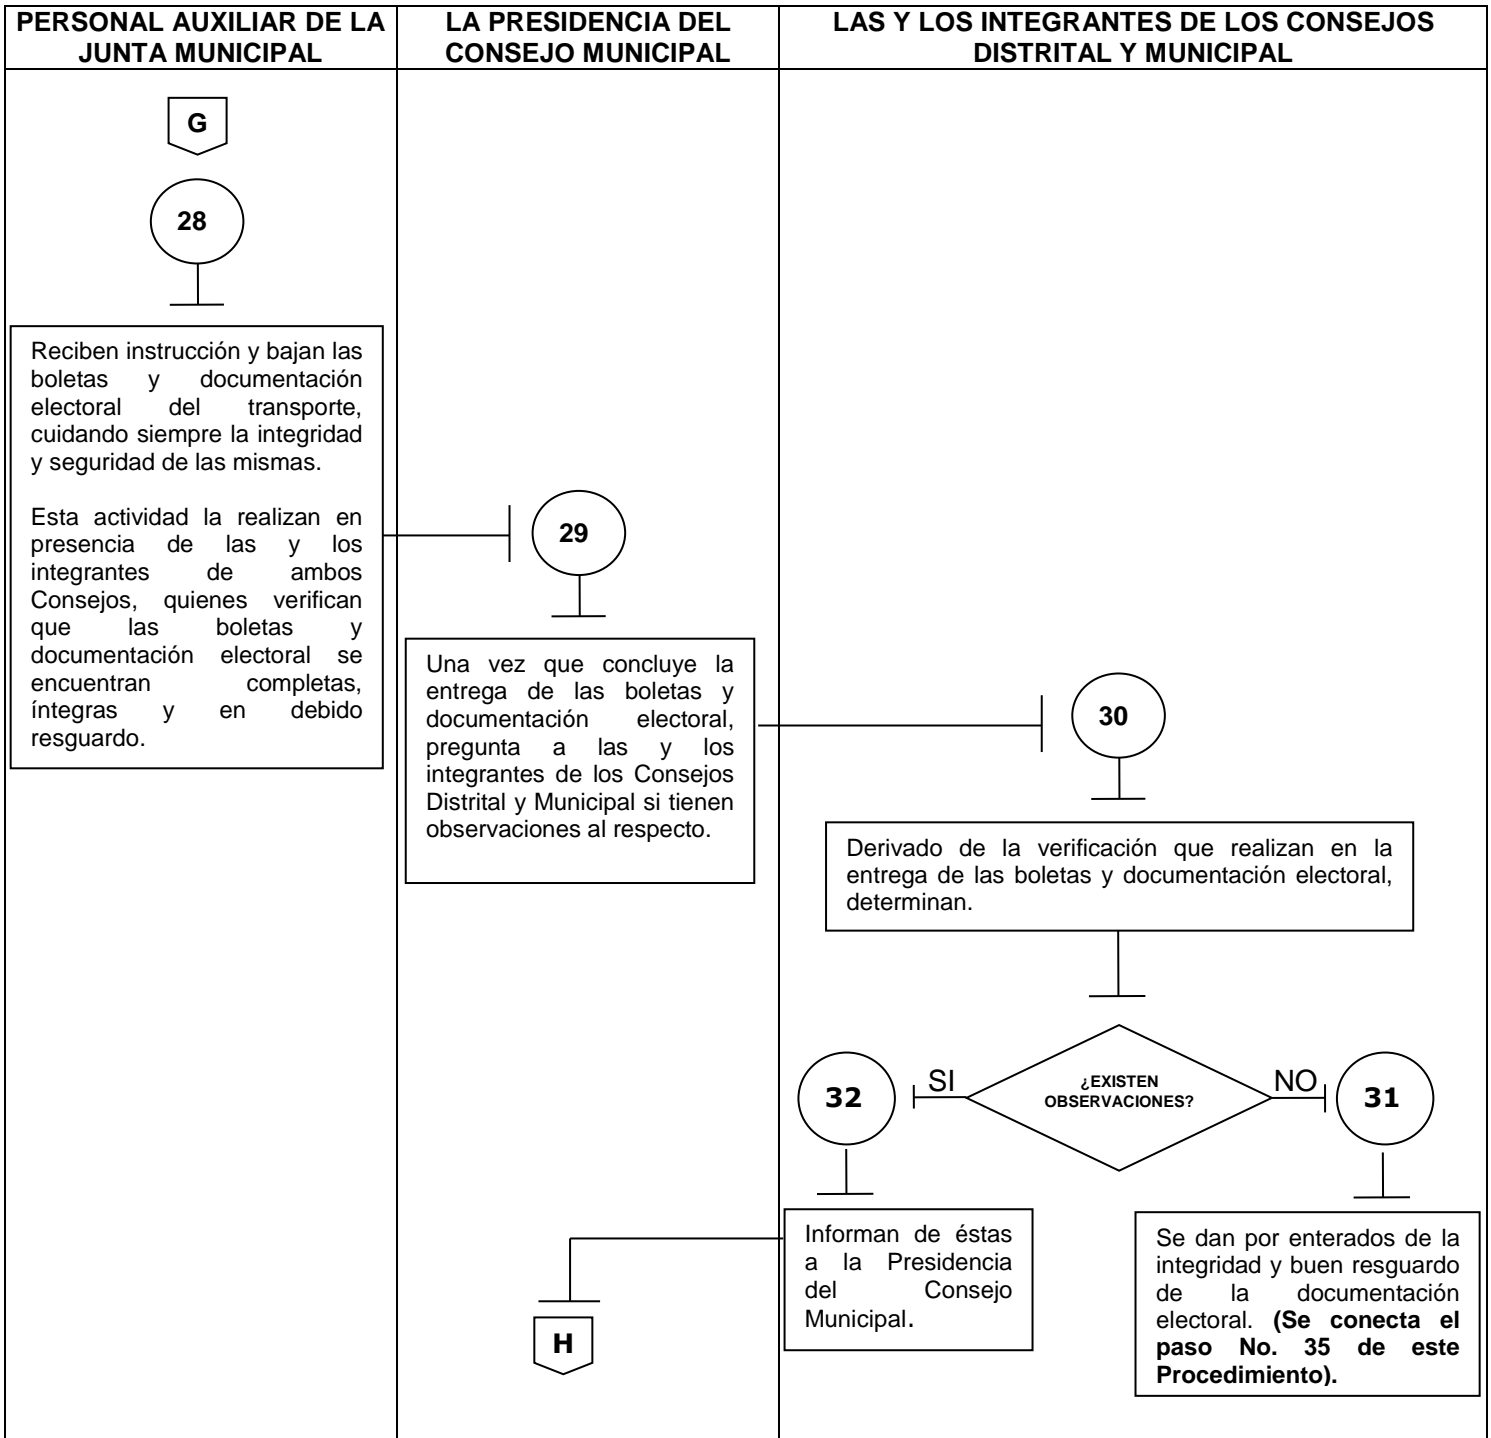 PERSONAL AUXILIAR DE LA
JUNTA MUNICIPAL
LA PRESIDENCIA DEL
CONSEJO MUNICIPAL
LAS Y LOS INTEGRANTES DE LOS CONSEJOS
DISTRITAL Y MUNICIPAL
G
28
Reciben instrucción y bajan las
boletas y documentación
electoral del transporte,
cuidando siempre la integridad
y seguridad de las mismas.
Esta actividad la realizan en
presencia de las y los
integrantes de ambos
Consejos, quienes verifican
que las boletas y
documentación electoral se
encuentran completas,
íntegras y en debido
resguardo.
29
Una vez que concluye la
entrega de las boletas y
documentación electoral,
pregunta a las y los
integrantes de los Consejos
Distrital y Municipal si tienen
observaciones al respecto.
30
Derivado de la verificación que realizan en la
entrega de las boletas y documentación electoral,
determinan.
¿EXISTEN
OBSERVACIONES?
SI
NO
32
31
Informan de éstas
a la Presidencia
del Consejo
Municipal.
H
Se dan por enterados de la
integridad y buen resguardo
de la documentación
electoral. (Se conecta el
paso No. 35 de este
Procedimiento).